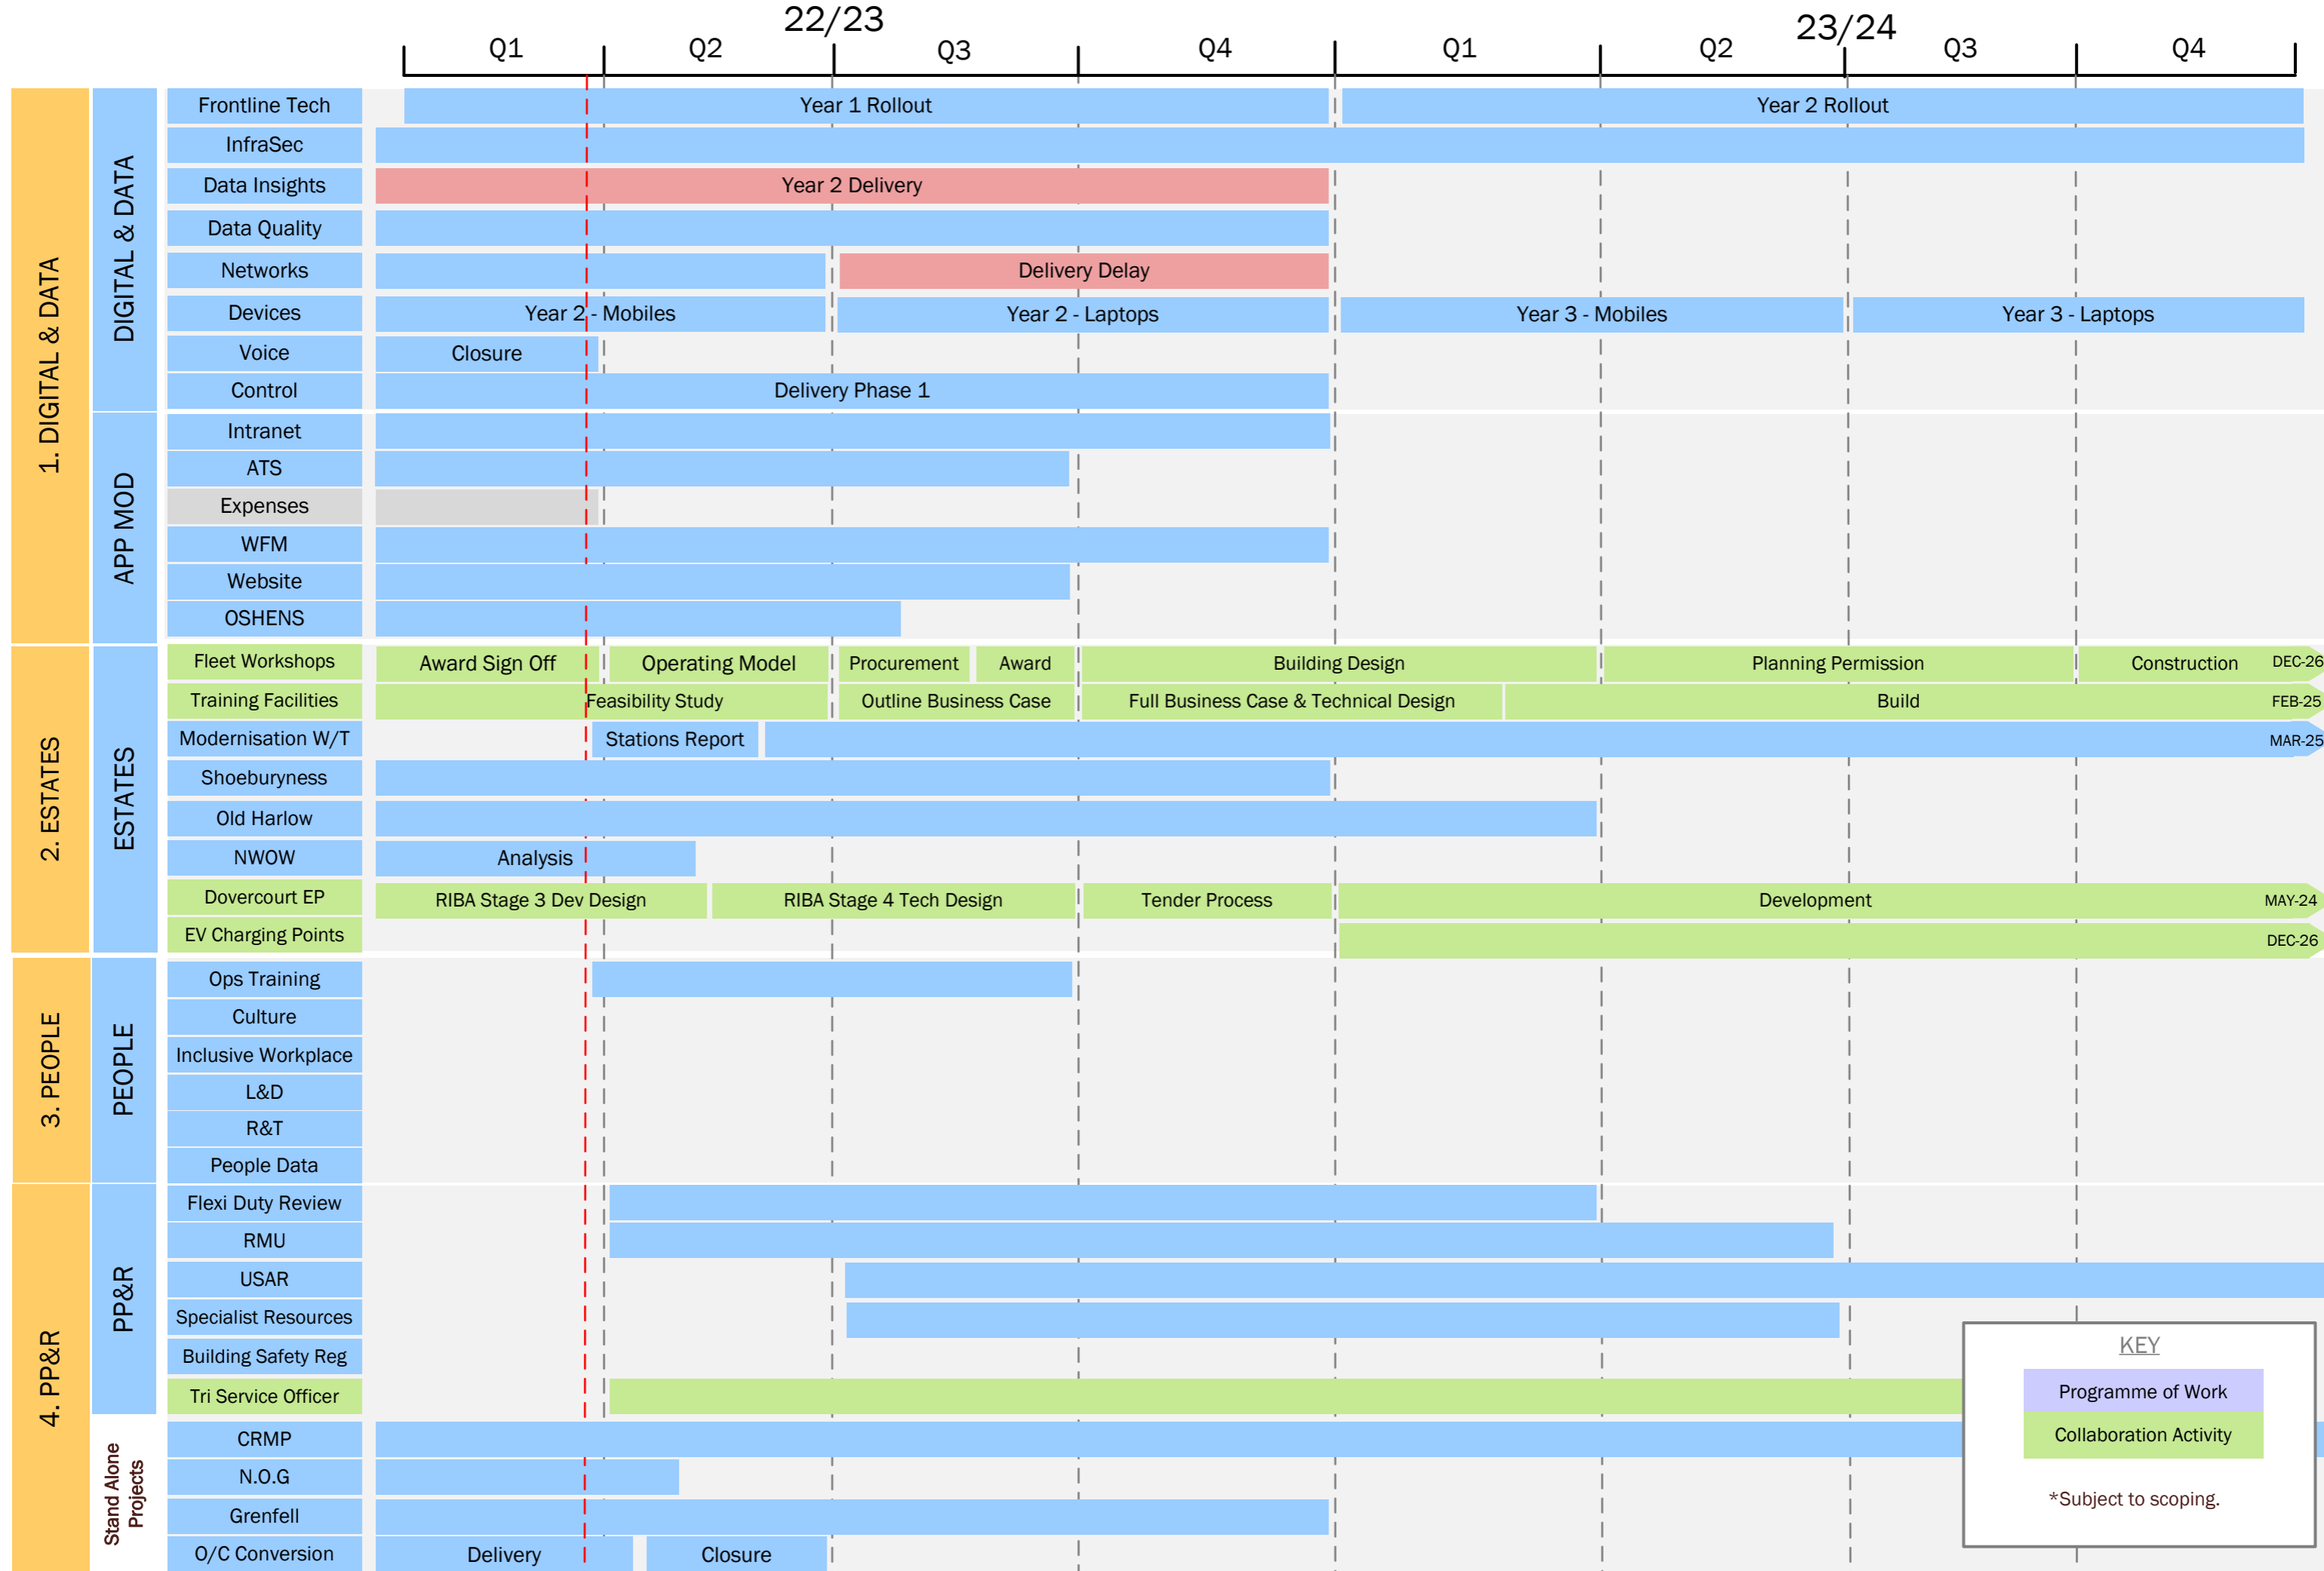 22/23
23/24
Q1
Q2
Q3
Q4
Q1
Q2
Q3
Q4
1. DIGITAL & DATA
DIGITAL & DATA
Frontline Tech
Year 1 Rollout
Year 2 Rollout
InfraSec
Data Insights
Year 2 Delivery
Data Quality
Networks
Delivery Delay
Devices
Year 2 - Mobiles
Year 2 - Laptops
Year 3 - Mobiles
Year 3 - Laptops
Voice
Closure
Control
Delivery Phase 1
APP MOD
Intranet
ATS
Expenses
WFM
Website
OSHENS
2. ESTATES
ESTATES
Fleet Workshops
Award Sign Off
Operating Model
Procurement
Award
Building Design
Planning Permission
Construction
DEC-26
Training Facilities
Feasibility Study
Outline Business Case
Full Business Case & Technical Design
Build
FEB-25
Modernisation W/T
Stations Report
MAR-25
Shoeburyness
Old Harlow
NWOW
Analysis
Dovercourt EP
RIBA Stage 3 Dev Design
RIBA Stage 4 Tech Design
Tender Process
Development
MAY-24
EV Charging Points
DEC-26
3. PEOPLE
PEOPLE
Ops Training
Culture
Inclusive Workplace
L&D
R&T
People Data
4. PP&R
PP&R
Flexi Duty Review
RMU
USAR
Specialist Resources
Building Safety Reg
Tri Service Officer
Stand Alone
Projects
CRMP
N.O.G
Grenfell
O/C Conversion
Delivery
Closure
KEY
Programme of Work
Collaboration Activity
*Subject to scoping.